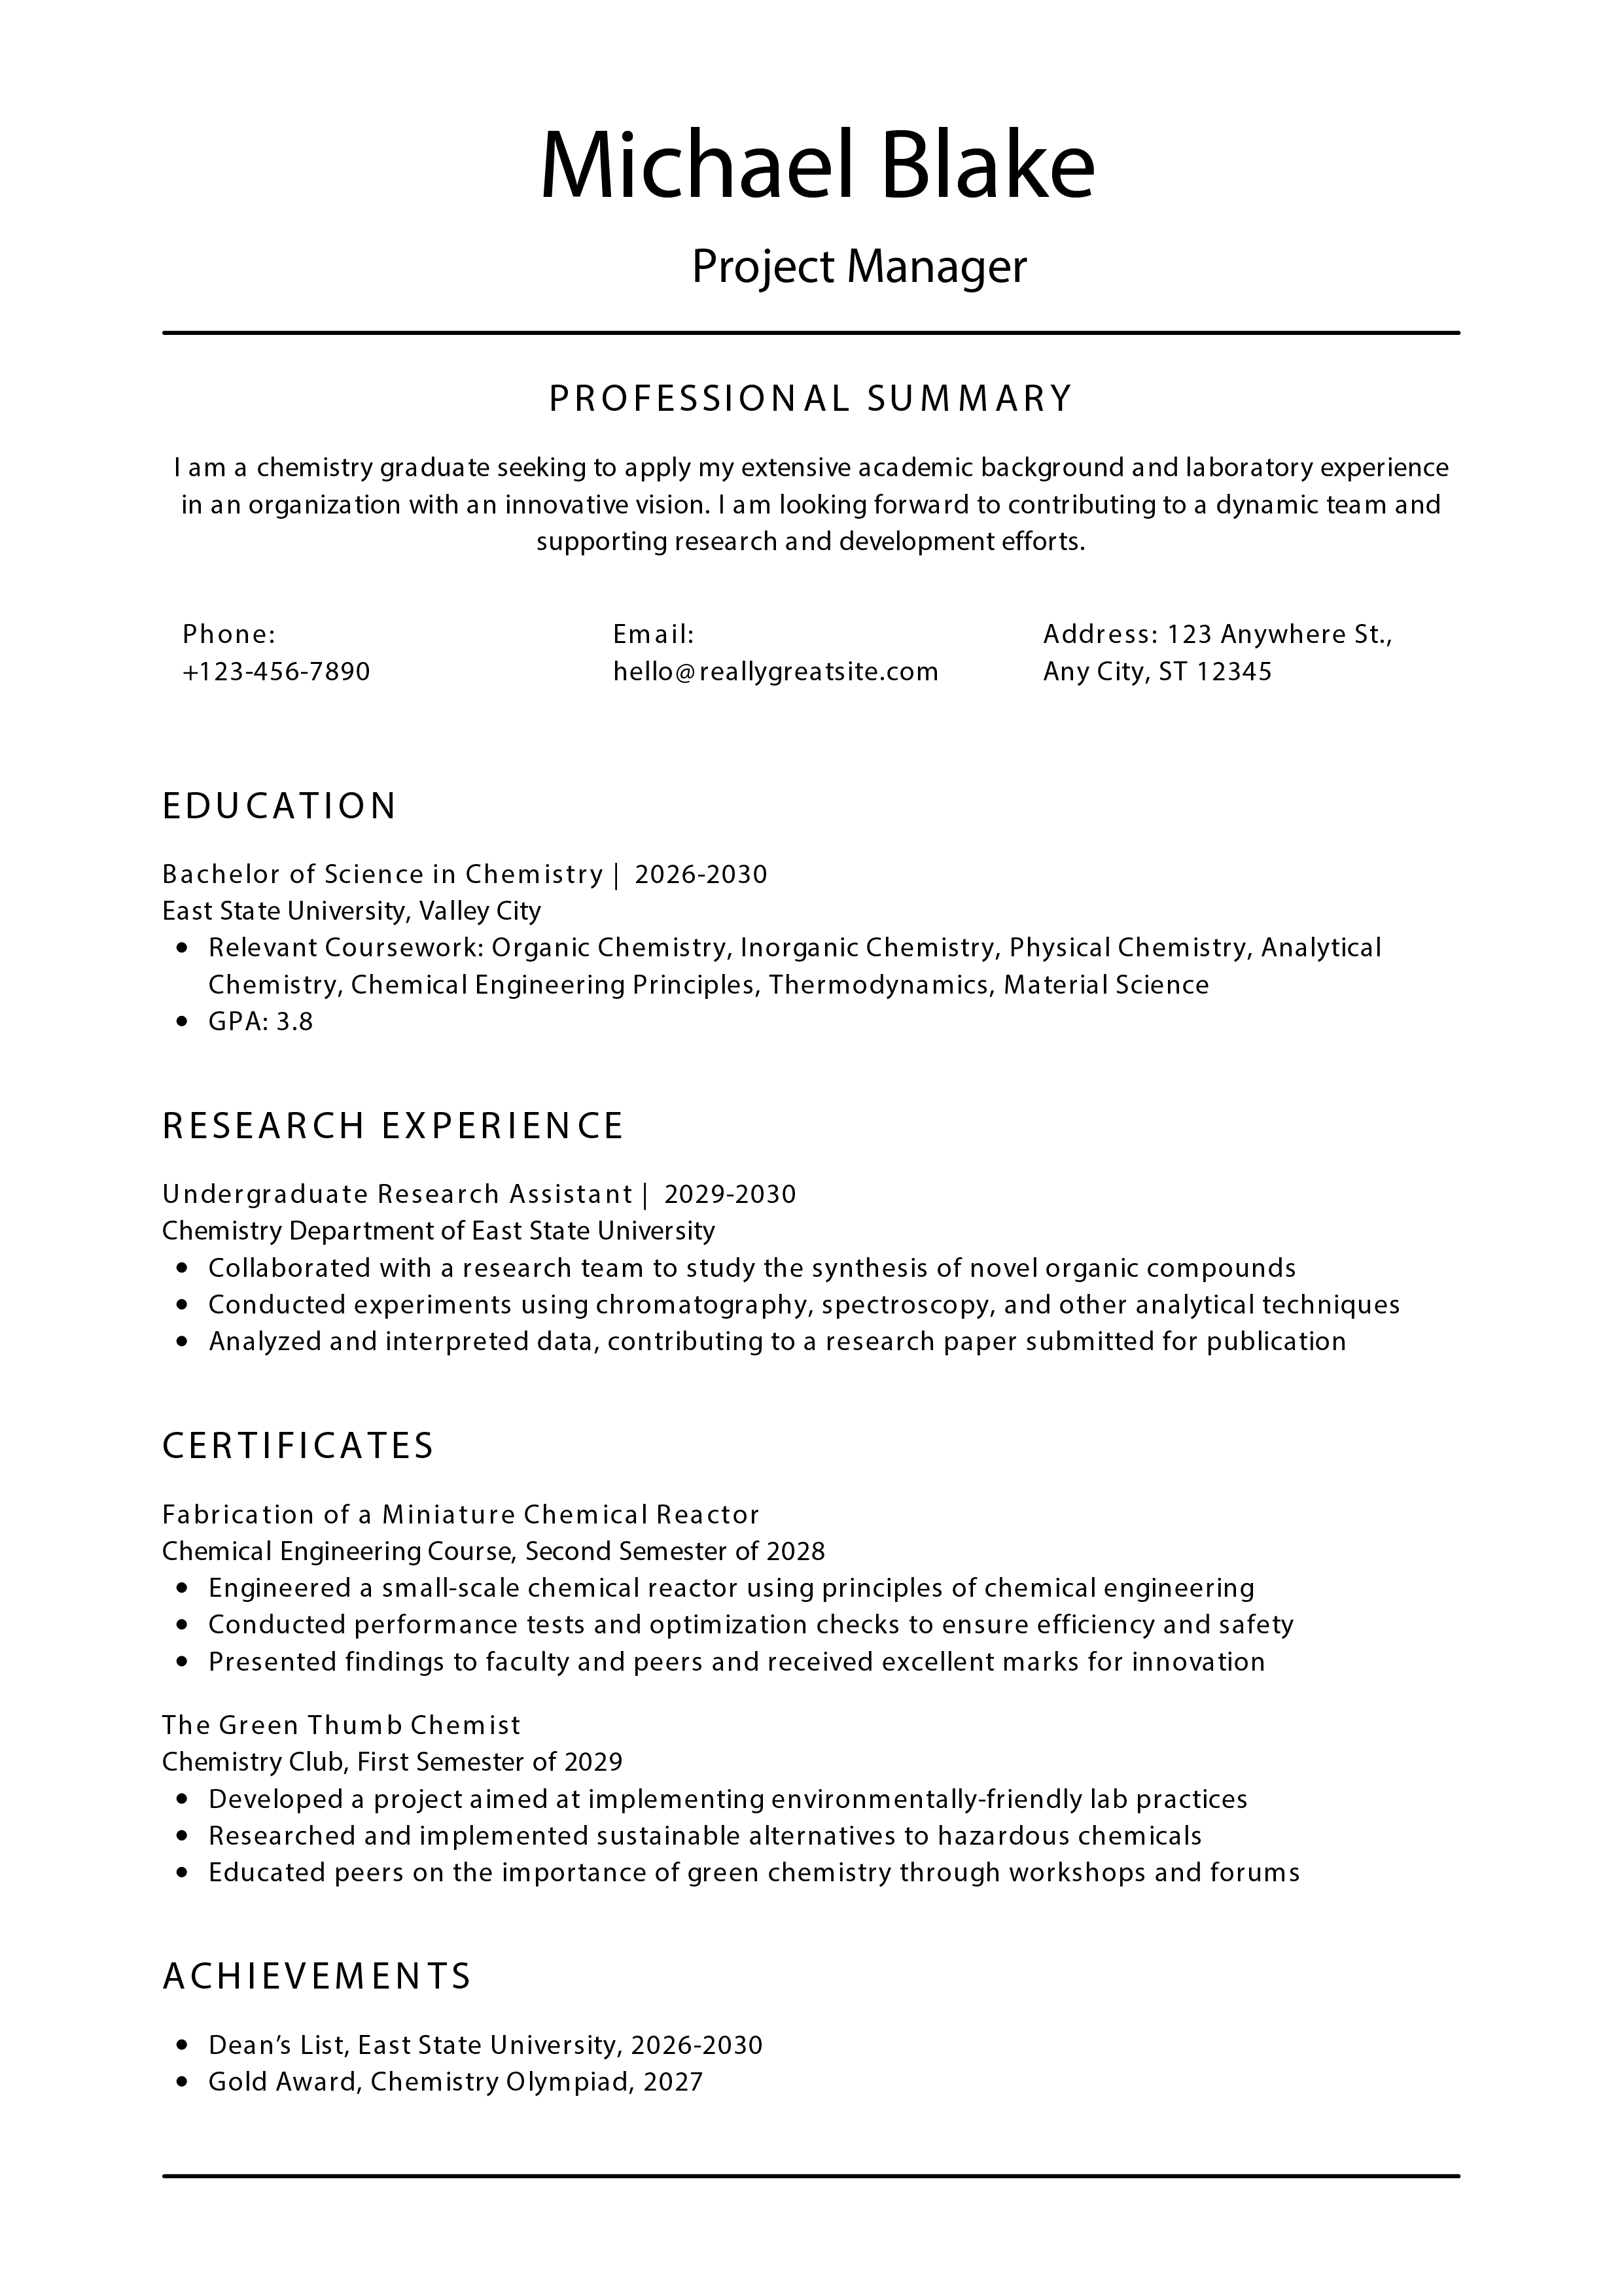 Michael Blake
Project Manager
PROFESSIONAL SUMMARY
I am a chemistry graduate seeking to apply my extensive academic background and laboratory experience
in an organization with an innovative vision. I am looking forward to contributing to a dynamic team and
supporting research and development efforts.
Phone:
+123-456-7890
Email:
hello@reallygreatsite.com
Address: 123 Anywhere St.,
Any City, ST 12345
EDUCATION
Bachelor of Science in Chemistry | 2026-2030
East State University, Valley City
• Relevant Coursework: Organic Chemistry, Inorganic Chemistry, Physical Chemistry, Analytical
Chemistry, Chemical Engineering Principles, Thermodynamics, Material Science
• GPA: 3.8
RESEARCH EXPERIENCE
Undergraduate Research Assistant | 2029-2030
Chemistry Department of East State University
• Collaborated with a research team to study the synthesis of novel organic compounds
• Conducted experiments using chromatography, spectroscopy, and other analytical techniques
• Analyzed and interpreted data, contributing to a research paper submitted for publication
CERTIFICATES
Fabrication of a Miniature Chemical Reactor
Chemical Engineering Course, Second Semester of 2028
• Engineered a small-scale chemical reactor using principles of chemical engineering
• Conducted performance tests and optimization checks to ensure efficiency and safety
• Presented findings to faculty and peers and received excellent marks for innovation
The Green Thumb Chemist
Chemistry Club, First Semester of 2029
• Developed a project aimed at implementing environmentally-friendly lab practices
• Researched and implemented sustainable alternatives to hazardous chemicals
• Educated peers on the importance of green chemistry through workshops and forums
ACHIEVEMENTS
• Dean’s List, East State University, 2026-2030
• Gold Award, Chemistry Olympiad, 2027